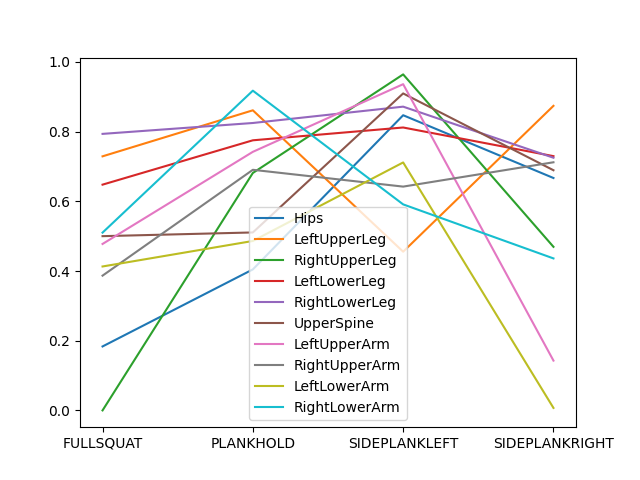 1.0
0.8
0.6
0.4
0.2
0.0
Hips
LeftUpperLeg
RightUpperLeg
LeftLowerLeg
RightLowerLeg
UpperSpine
LeftUpperArm
RightUpperArm
LeftLowerArm
RightLowerArm
FULLSQUAT PLANKHOLD SIDEPLANKLEFT SIDEPLANKRIGHT